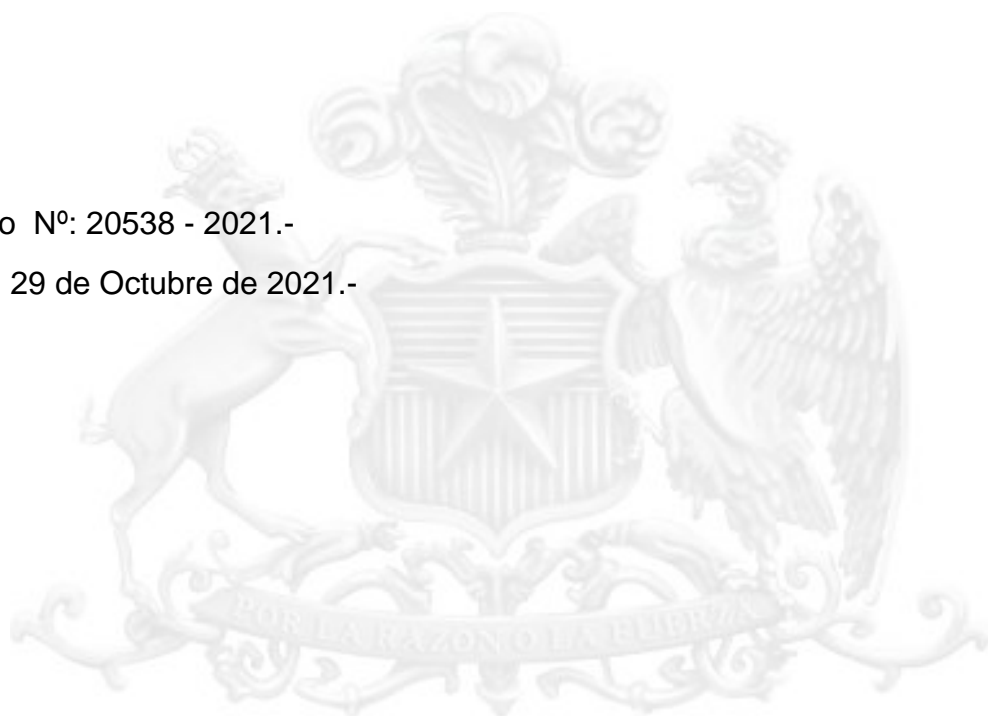 o Nº: 20538 - 2021.-
29 de Octubre de 2021.-
POR LA RAZON O LA FUERZA